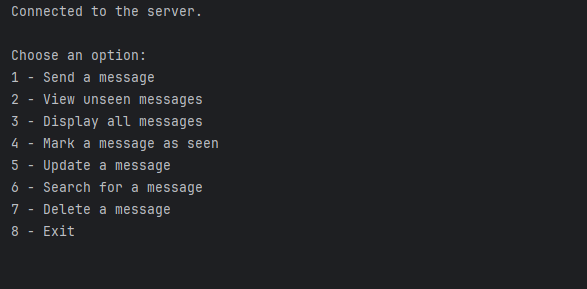 Connected to the server.
Choose an option:
1 - Send a message
2 - View unseen messages
3 - Display all messages
4 - Mark a message as seen
5 - Update a message
6 - Search for a message
7 - Delete a message
8 - Exit